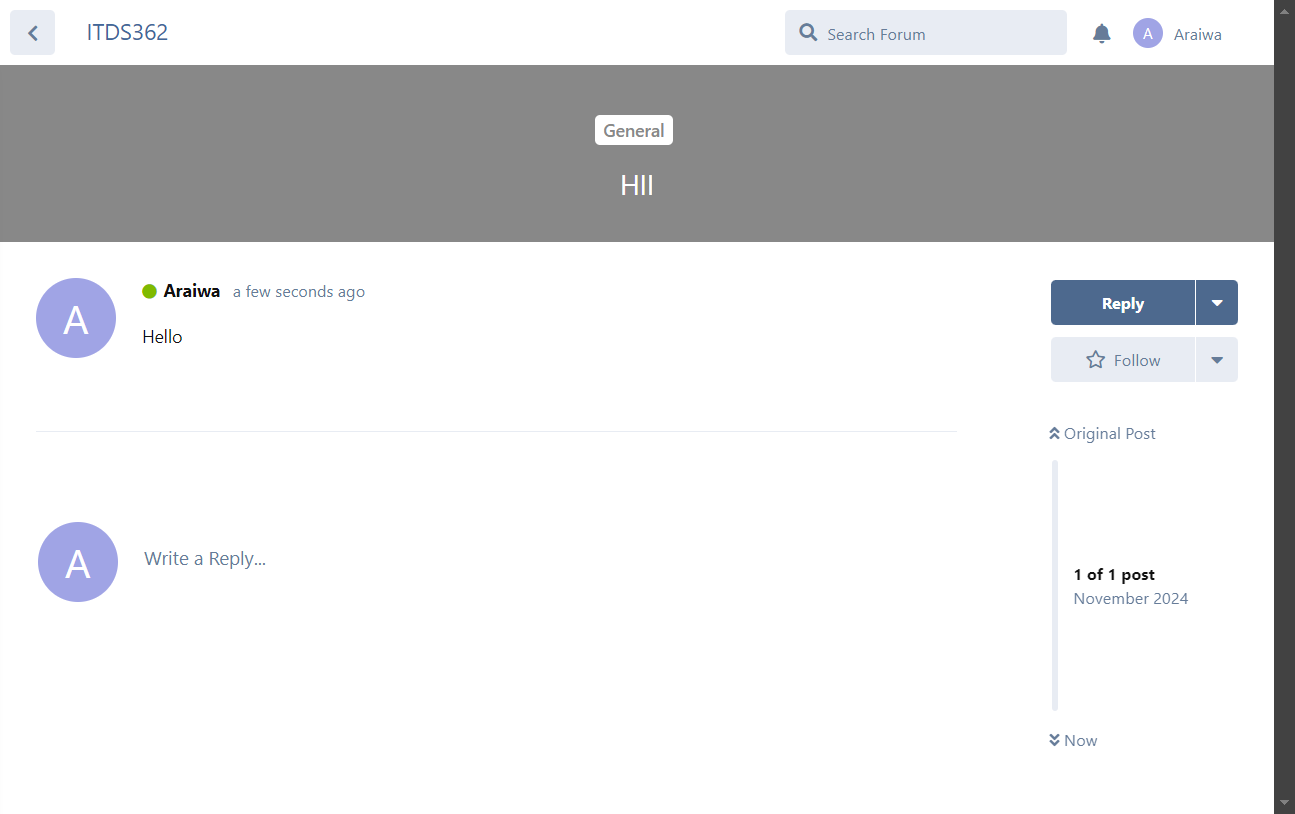 ITDS362
Search Forum
A
Araiwa
General
HII
A
Araiwa a few seconds ago
Hello
Reply
Follow
Original Post
A
Write a Reply...
1 of 1 post
November 2024
Now